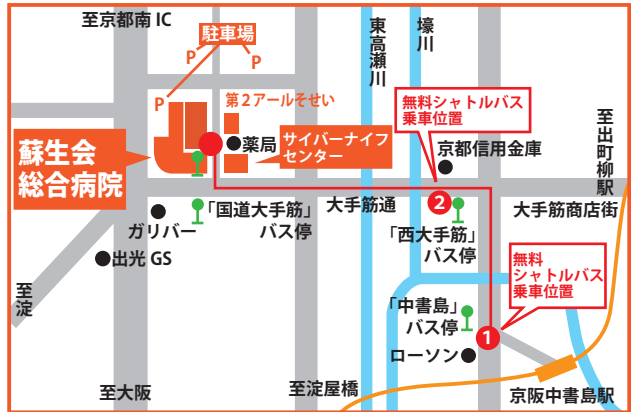 至京都南IC
駐車場
P
P
P
東高瀬川
壕川
第2アールそせい
無料シャトルバス
乗車位置
至出町柳駅
蘇生会
総合病院
薬局
サイバーナイフ
センター
京都信用金庫
2
ガリバー
「国道大手筋」
バス停
大手筋通
「西大手筋」
バス停
大手筋商店街
出光GS
至淀
無料
シャトルバス
乗車位置
「中書島」
バス停
1
ローソン
至大阪
至淀屋橋
京阪中書島駅